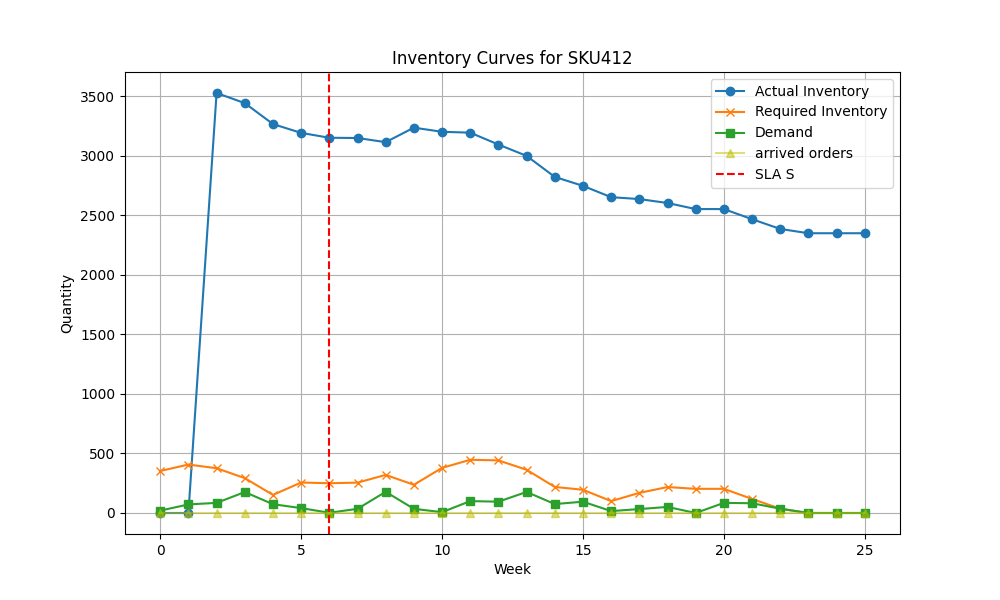 Inventory Curves for SKU412
Actual Inventory
Required Inventory
Demand
arrived orders
SLA S
Quantity
3500
3000
2500
2000
1500
1000
500
0
0 5 10 15 20 25
Week